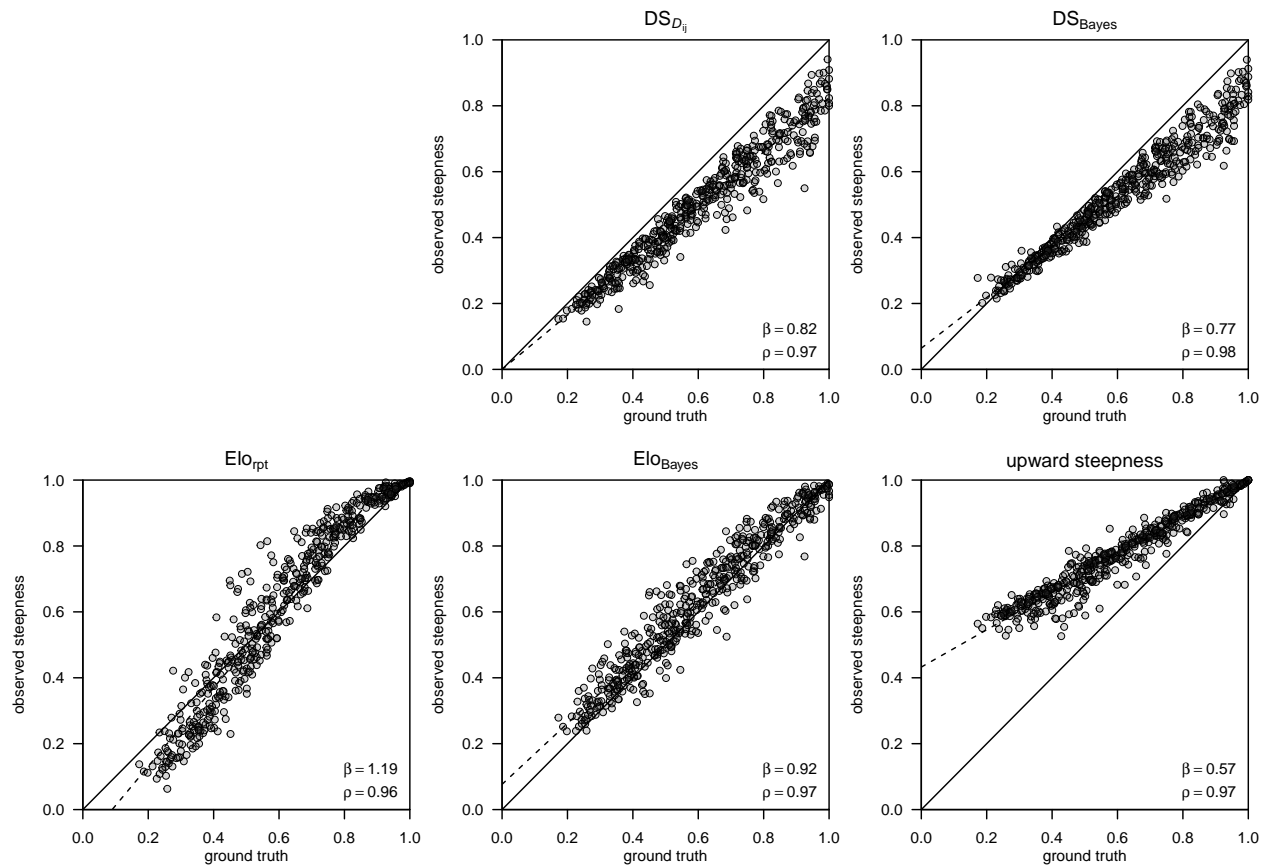 DS_Dij
1.0
0.8
0.6
0.4
0.2
0.0
observed steepness
0.0 0.2 0.4 0.6 0.8 1.0
ground truth
β = 0.82
ρ = 0.97
DS_Bayes
1.0
0.8
0.6
0.4
0.2
0.0
observed steepness
0.0 0.2 0.4 0.6 0.8 1.0
ground truth
β = 0.77
ρ = 0.98
Elo_rpt
1.0
0.8
0.6
0.4
0.2
0.0
observed steepness
0.0 0.2 0.4 0.6 0.8 1.0
ground truth
β = 1.19
ρ = 0.96
Elo_Bayes
1.0
0.8
0.6
0.4
0.2
0.0
observed steepness
0.0 0.2 0.4 0.6 0.8 1.0
ground truth
β = 0.92
ρ = 0.97
upward steepness
1.0
0.8
0.6
0.4
0.2
0.0
observed steepness
0.0 0.2 0.4 0.6 0.8 1.0
ground truth
β = 0.57
ρ = 0.97